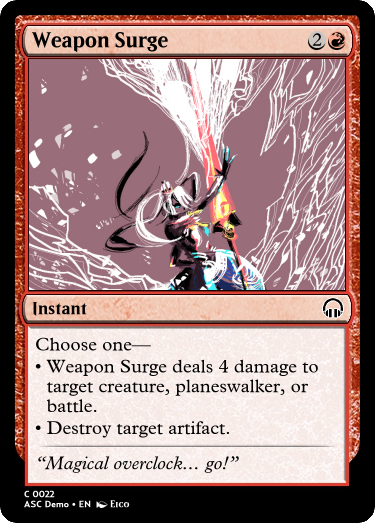 Weapon Surge 2
Instant
Choose one—
• Weapon Surge deals 4 damage to
target creature, planeswalker, or
battle.
• Destroy target artifact.
“Magical overclock… go!”
C 0022
ASC Demo • EN Eico